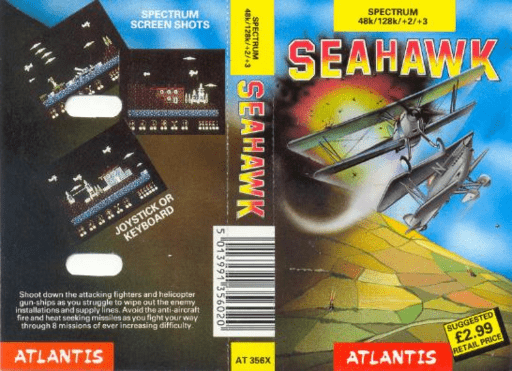 SPECTRUM
SCREEN SHOTS
JOYSTICK OR
KEYBOARD
Shoot down the attacking fighters and helicopter
gun-ships as you struggle to wipe out the enemy
installations and supply lines. Avoid the anti-aircraft
fire and heat seeking missiles as you fight your way
through 8 missions of ever increasing difficulty.
ATLANTIS
SPECTRUM
48k/128k/+2/+3
SEAHAWK
5 013991 356020
AT 356X
SPECTRUM
48k/128k/+2/+3
SEAHAWK
SUGGESTED
£2.99
RETAIL PRICE
ATLANTIS